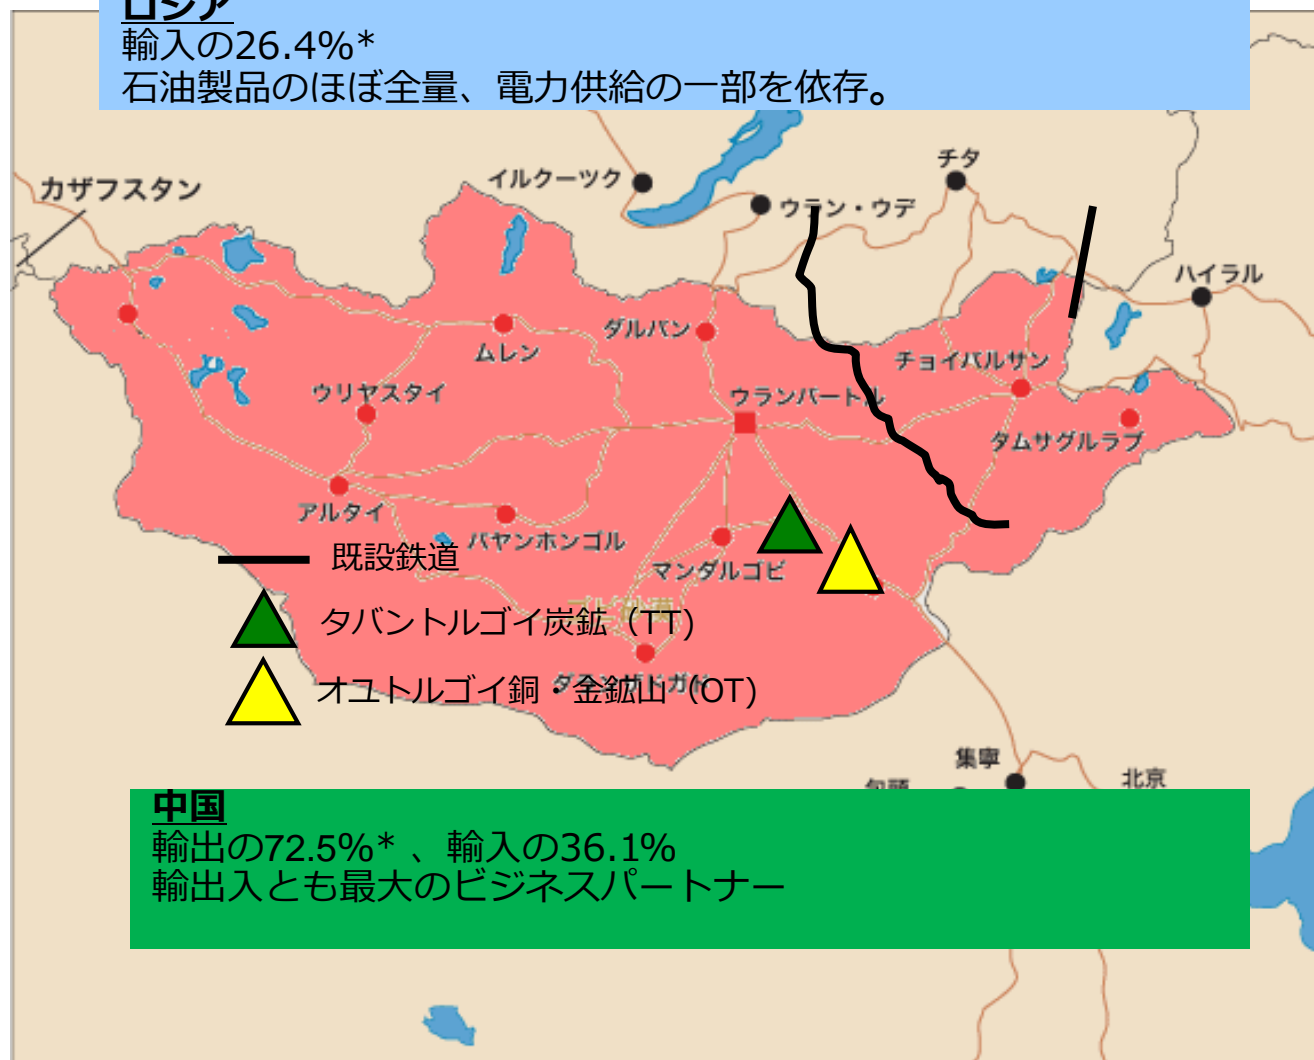 ロシア
輸入の26.4%*
石油製品のほぼ全量、電力供給の一部を依存。
チタ
イルクーツク
カザフスタン
ウラン・ウデ
ハイラル
ダルバン
ムレン
チョイバルサン
ウリヤスタイ
ウランバートル
タムサグルラブ
アルタイ
バヤンホンゴル
既設鉄道
マンダルゴビ
タバントルゴイ炭鉱（TT)
オユトルゴイ銅・金鉱山（OT)
集寧
北京
中国
輸出の72.5%* 、輸入の36.1%
輸出入とも最大のビジネスパートナー